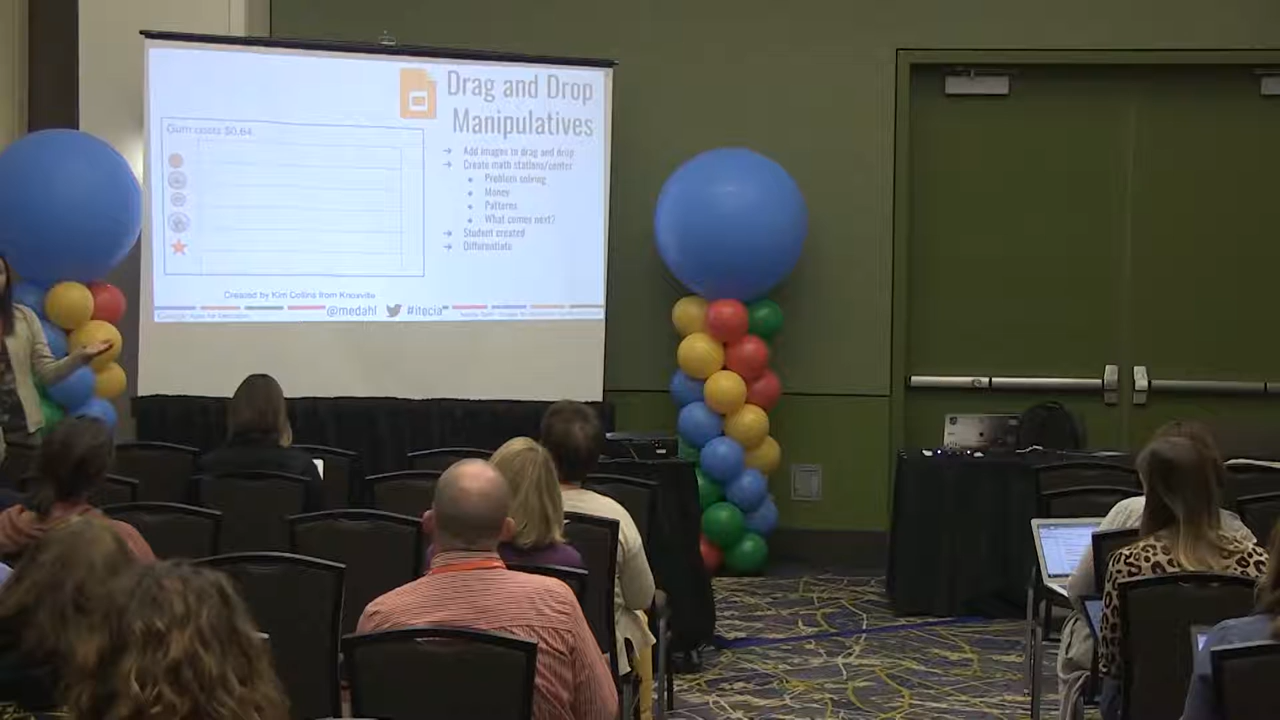 Drag and Drop
Manipulatives
Gum costs $0.64.
→ Add images to drag and drop
→ Create math stations/center
● Problem solving
● Money
● Patterns
● What comes next?
→ Student created
→ Differentiate
Created by Kim Collins from Knoxville
@medahl #itecia